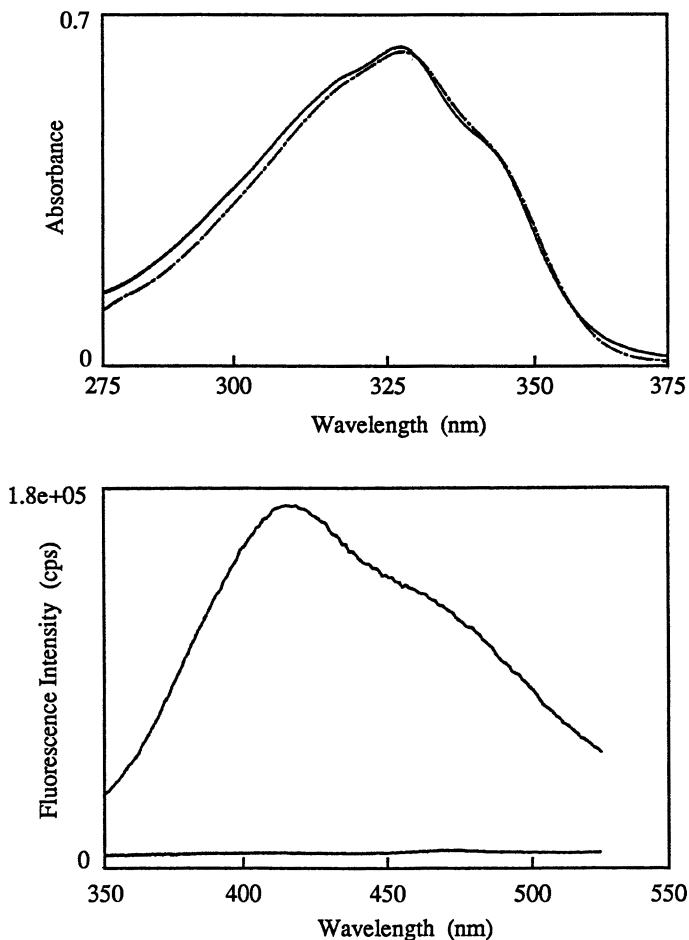 0.7
Absorbance
0
275 300 325 350 375
Wavelength (nm)
1.8e+05
Fluorescence Intensity (cps)
0
350 400 450 500 550
Wavelength (nm)